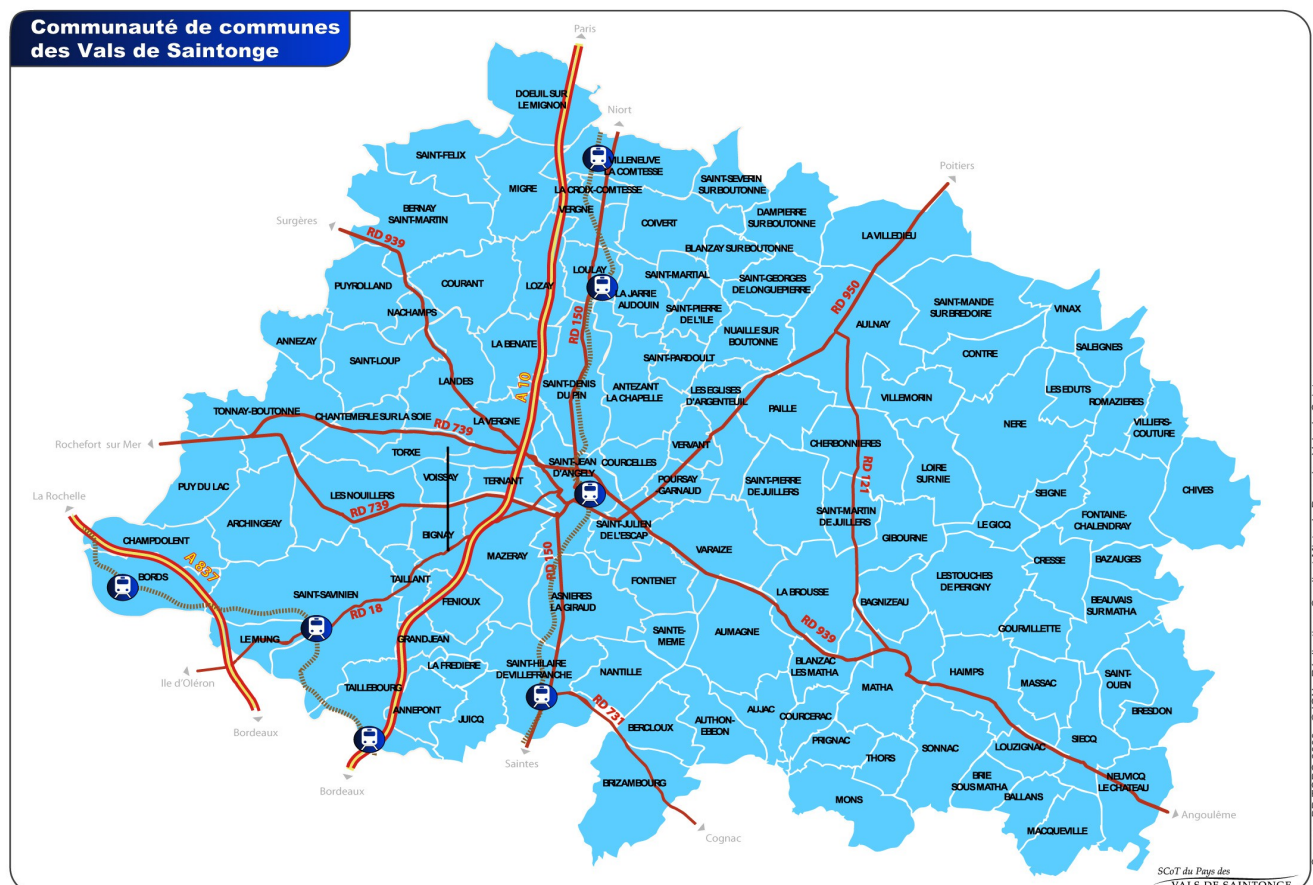 Communauté de communes
des Vals de Saintonge
Paris
DOEUIL SUR
LE MIGNON
Niort
SAINT-FELIX
VILLENEUVE
LA COMTESSE
MIGRE
LA CROIX-COMTESSE
SAINT-SEVERIN
SUR BOUTONNE
Poitiers
BERNAY
SAINT-MARTIN
VERGNE
COIVERT
DAMPIERRE
SUR BOUTONNE
Surgères
RD 939
LA VILLEDIEU
BLANZAY SUR BOUTONNE
LOULAY
SAINT-MARTIAL
SAINT-GEORGES
DE LONGUEPIERRE
PUYROLLAND
COURANT
LOZAY
LA JARRIE
AUDOUIN
RD 950
NACHAMPS
SAINT-PIERRE
DE L'ILE
SAINT-MANDE
SUR BREDOIRE
VINAX
RD 150
NUAILLE SUR
BOUTONNE
AULNAY
ANNEZAY
LA BENATE
SALEIGNES
SAINT-LOUP
SAINT-PARDOULT
CONTRE
LANDES
A 10
SAINT-DENIS
DU PIN
ANTEZANT
LA CHAPELLE
LES EGLISES
D'ARGENTEUIL
LES EDUTS
ROMAZIERES
VILLEMORIN
TONNAY-BOUTONNE
CHANTEMERLE SUR LA SOIE
LA VERGNE
PAILLE
NERE
VILLIERS-
COUTURE
RD 739
Rochefort sur Mer
VERVANT
CHERBONNIERES
TORXE
SAINT-JEAN
D'ANGELY
COURCELLES
RD 121
VOISSAY
TERNANT
POURSAY
-GARNAUD
SAINT-PIERRE
DE JUILLERS
LOIRE
SUR NIE
PUY DU LAC
LES NOUILLERS
SEIGNE
CHIVES
La Rochelle
RD 739
ARCHINGEAY
SAINT-MARTIN
DE JUILLERS
LE GICQ
FONTAINE-
CHALENDRAY
SAINT-JULIEN
DE L'ESCAP
BIGNAY
CHAMPDOLENT
GIBOURNE
MAZERAY
VARAIZE
CRESSE
BAZAUGES
A 837
RD 150
BORDS
TAILLANT
FONTENET
LES TOUCHES
DE PERIGNY
SAINT-SAVINIEN
FENIOUX
ASNIERES
LA GIRAUD
LA BROUSSE
BAGNIZEAU
BEAUVAIS
SUR MATHA
RD 18
GOURVILLETTE
LE MUNG
GRANDJEAN
SAINTE-
MEME
AUMAGNE
RD 939
LA FREDIERE
SAINT-HILAIRE
DE VILLEFRANCHE
NANTILLE
BLANZAC
LES MATHA
HAIMPS
SAINT-
OUEN
Ile d'Oléron
TAILLEBOURG
MATHA
MASSAC
ANNEPONT
JUICQ
RD 731
AUJAC
COURCERAC
BRESDON
Bordeaux
BERCLOUX
AUTHON-
EBEON
PRIGNAC
SONNAC
LOUZIGNAC
SIECQ
Saintes
THORS
Bordeaux
BRIZAMBOURG
BRIE
SOUS MATHA
NEUVICQ
LE CHATEAU
MONS
BALLANS
Angoulême
MACQUEVILLE
Cognac
SCoT du Pays des
VALS DE SAINTONGE